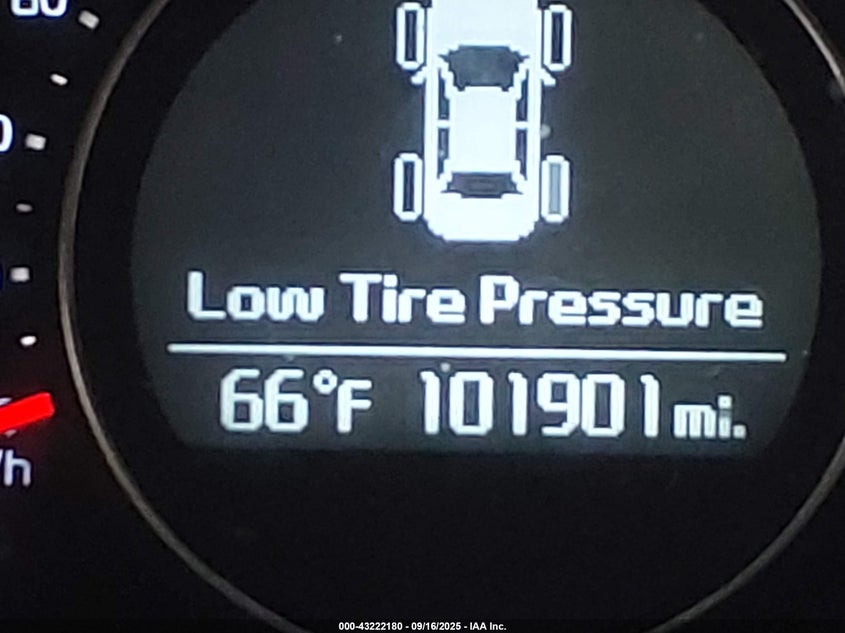 Low Tire Pressure
66°F 101901 mi.
000-43222180 - 09/16/2025 - IAA Inc.